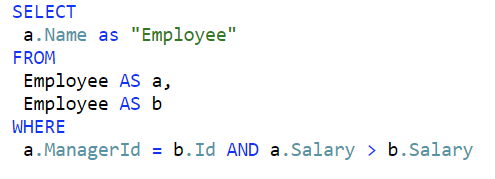 SELECT
a.Name as "Employee"
FROM
Employee AS a,
Employee AS b
WHERE
a.ManagerId = b.Id AND a.Salary > b.Salary